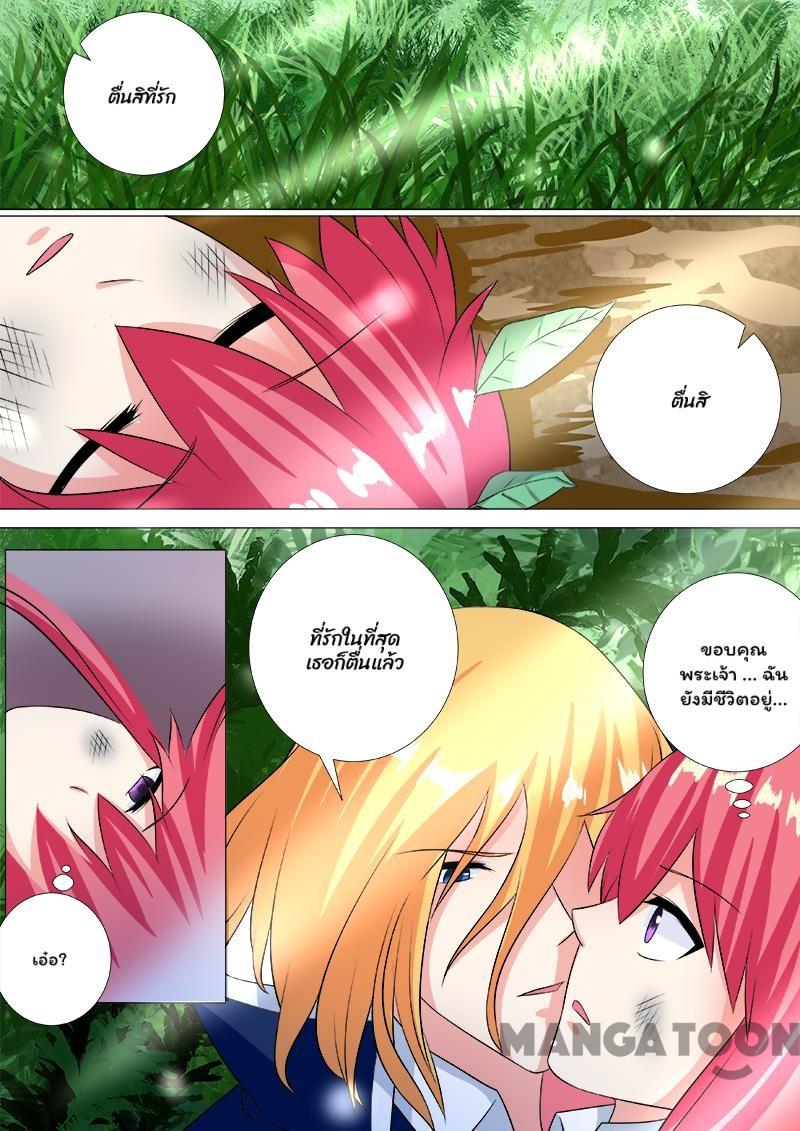 ตื่นสิที่รัก
ตื่นสิ
ที่รักในที่สุด
เธอก็ตื่นแล้ว
ขอบคุณ
พระเจ้า ... ฉัน
ยังมีชีวิตอยู่...
เอ๋อ?
MANGATOON